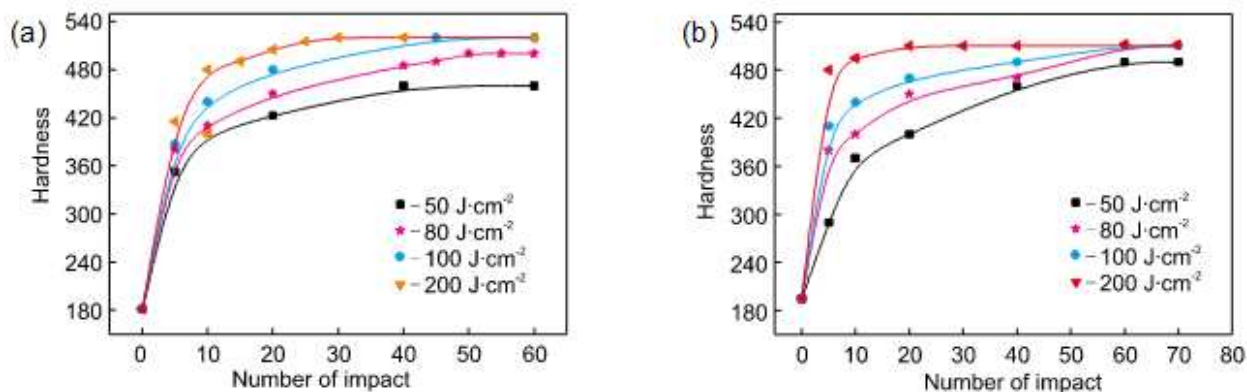 (a)
Hardness
540
480
420
360
300
240
180
0 10 20 30 40 50 60
Number of impact
50 J·cm⁻²
80 J·cm⁻²
100 J·cm⁻²
200 J·cm⁻²
(b)
Hardness
540
480
420
360
300
240
180
0 10 20 30 40 50 60 70 80
Number of impact
50 J·cm⁻²
80 J·cm⁻²
100 J·cm⁻²
200 J·cm⁻²